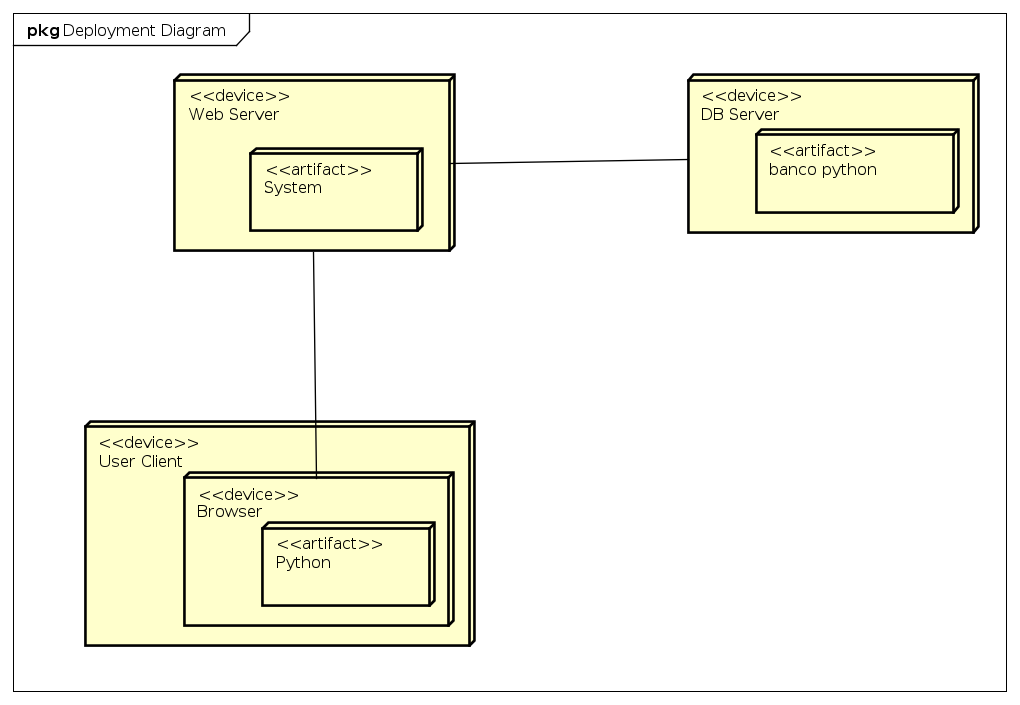 pkg Deployment Diagram
<<device>>
Web Server
<<artifact>>
System
<<device>>
DB Server
<<artifact>>
banco python
<<device>>
User Client
<<device>>
Browser
<<artifact>>
Python